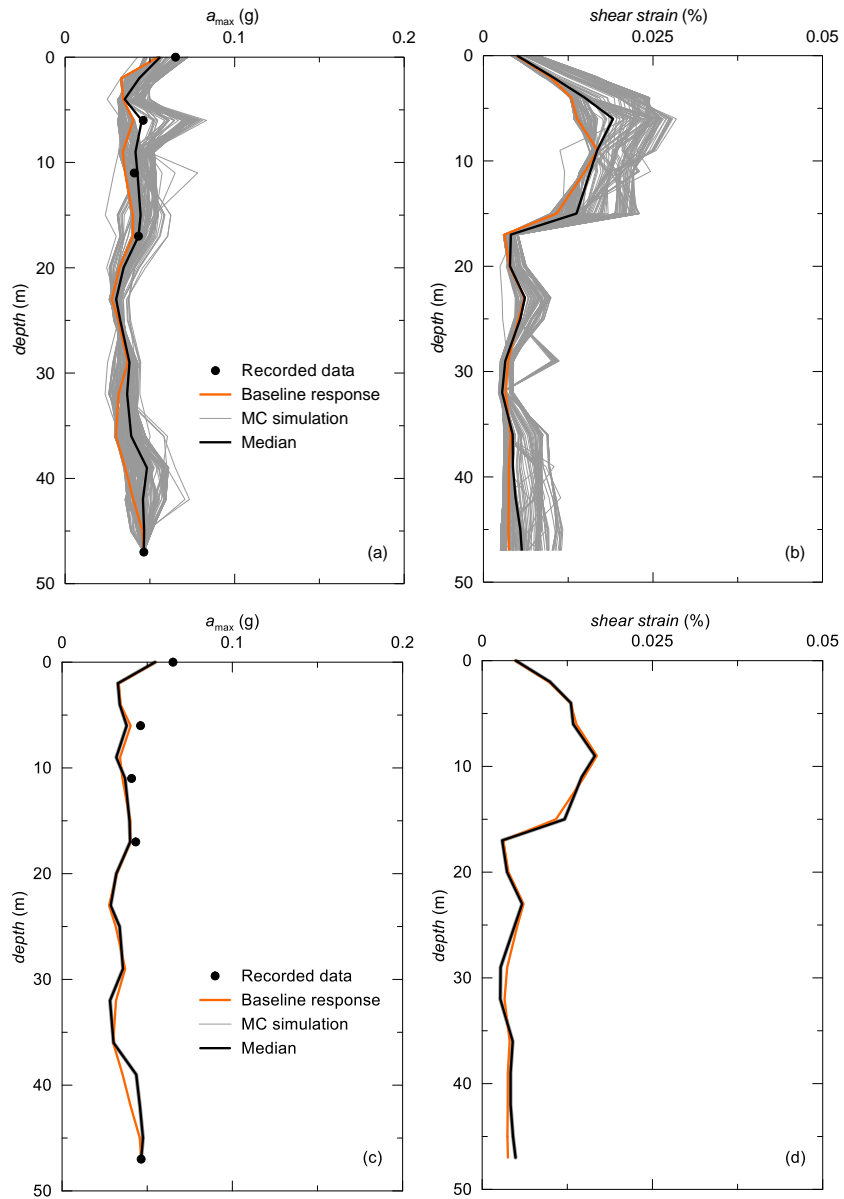 a_max (g)
0 0.1 0.2
0
10
20
30
40
50
depth (m)
Recorded data
Baseline response
MC simulation
Median
(a)
shear strain (%)
0 0.025 0.05
0
10
20
30
40
50
depth (m)
(b)
a_max (g)
0 0.1 0.2
0
10
20
30
40
50
depth (m)
Recorded data
Baseline response
MC simulation
Median
(c)
shear strain (%)
0 0.025 0.05
0
10
20
30
40
50
depth (m)
(d)